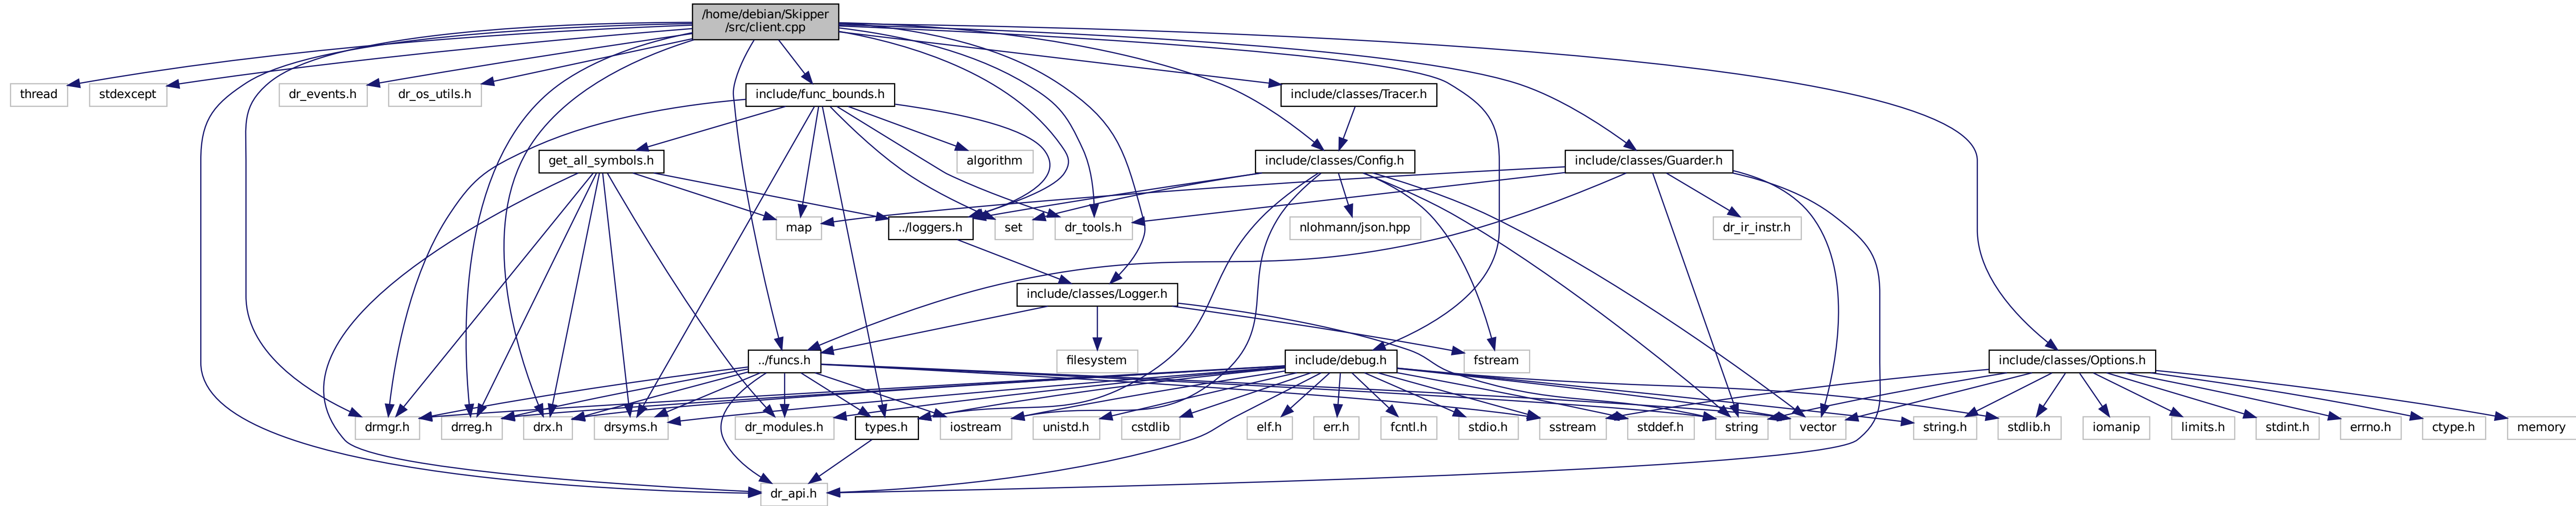 /home/debian/Skipper
/src/client.cpp
thread
stdexcept
dr_events.h
dr_os_utils.h
include/func_bounds.h
include/classes/Tracer.h
get_all_symbols.h
algorithm
include/classes/Config.h
include/classes/Guarder.h
map
../loggers.h
set
dr_tools.h
nlohmann/json.hpp
dr_ir_instr.h
include/classes/Logger.h
../funcs.h
filesystem
include/debug.h
fstream
include/classes/Options.h
drmgr.h
drreg.h
drx.h
drsyms.h
dr_modules.h
types.h
iostream
unistd.h
cstdlib
elf.h
err.h
fcntl.h
stdio.h
sstream
stddef.h
string
vector
string.h
stdlib.h
iomanip
limits.h
stdint.h
errno.h
ctype.h
memory
dr_api.h